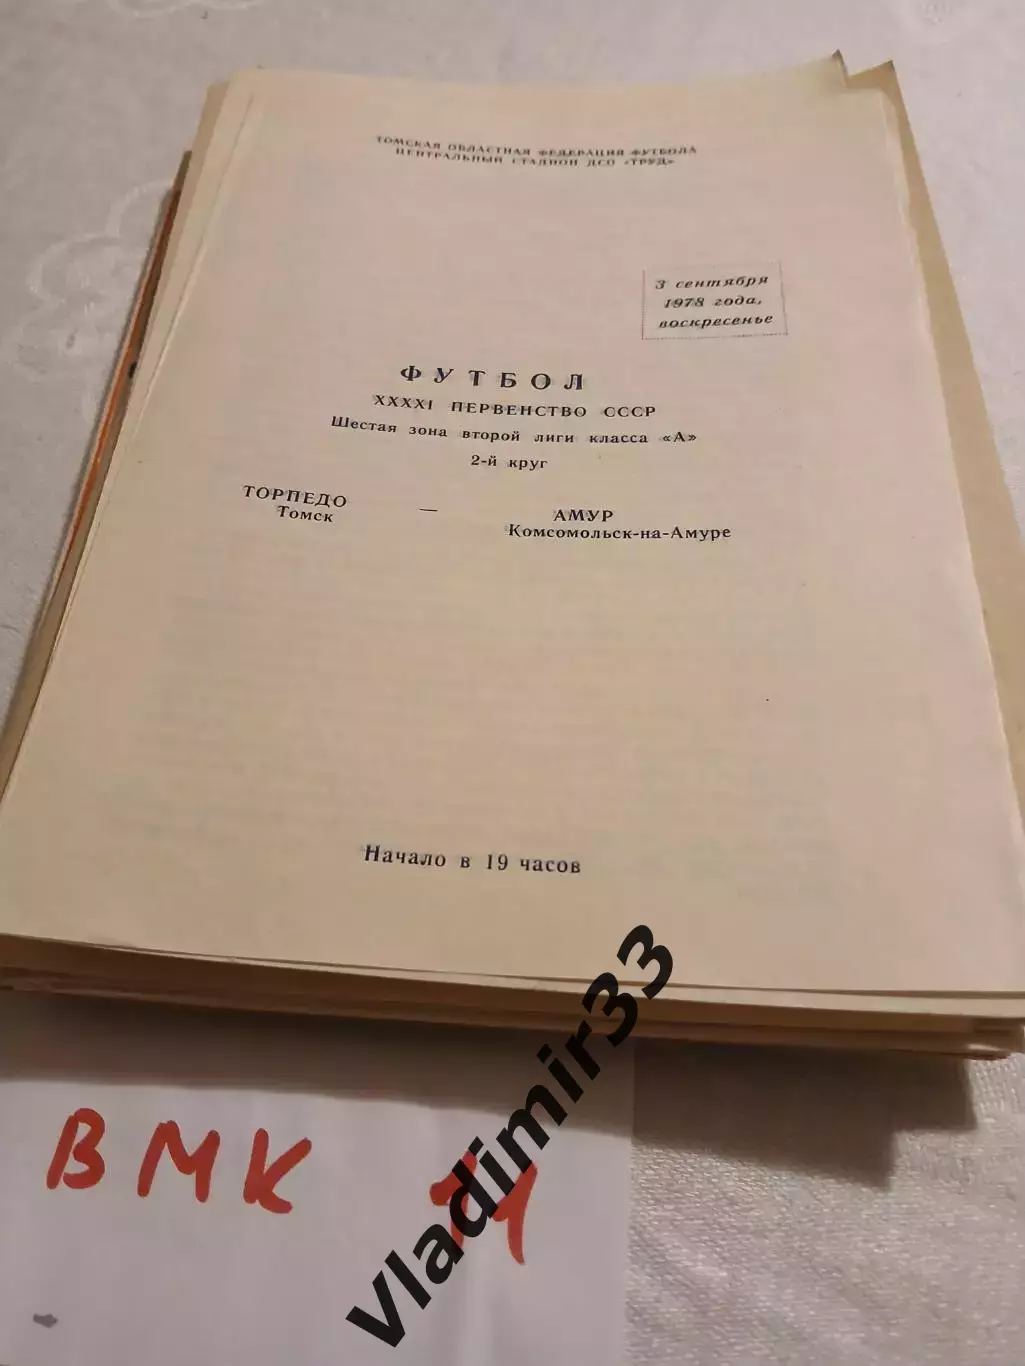 ТОМСКАЯ ОБЛАСТНАЯ ФЕДЕРАЦИЯ ФУТБОЛА
ЦЕНТРАЛЬНЫЙ СТАДИОН ДСО «ТРУД»
3 сентября
1978 года,
воскресенье
ФУТБОЛ
XXXXI ПЕРВЕНСТВО СССР
Шестая зона второй лиги класса «А»
2-й круг
ТОРПЕДО — АМУР
Томск Комсомольск-на-Амуре
Начало в 19 часов
ВМК
Vladimir33